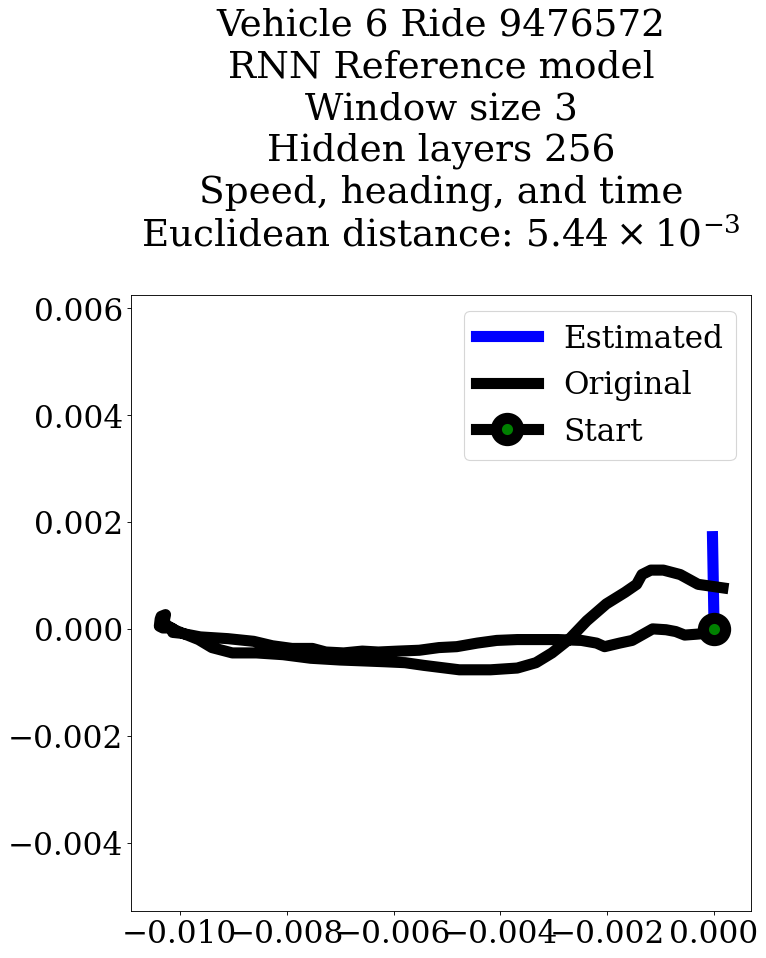 Vehicle 6 Ride 9476572
RNN Reference model
Window size 3
Hidden layers 256
Speed, heading, and time
Euclidean distance: 5.44 × 10⁻³
0.006
0.004
0.002
0.000
−0.002
−0.004
Estimated
Original
Start
−0.010 −0.008 −0.006 −0.004 −0.002 0.000